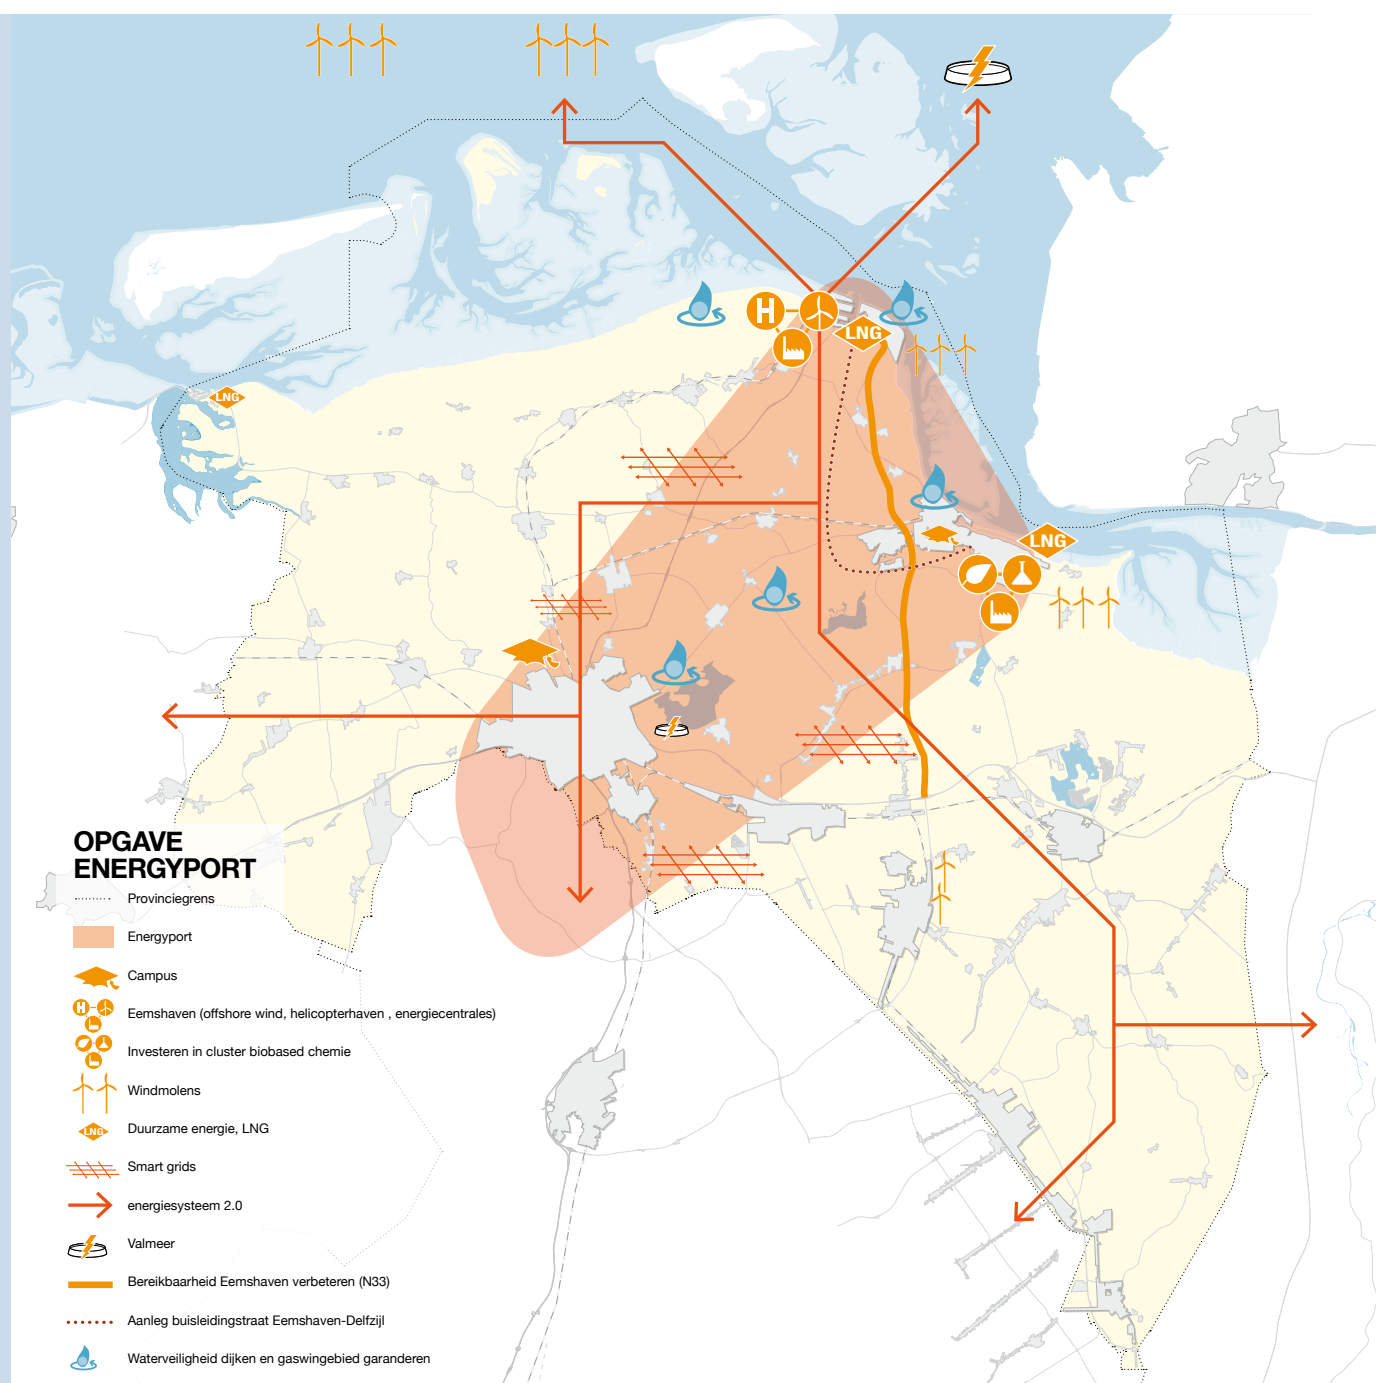 H
LNG
LNG
LNG
OPGAVE
ENERGYPORT
Provinciegrens
Energyport
Campus
H
Eemshaven (offshore wind, helicopterhaven , energiecentrales)
Investeren in cluster biobased chemie
Windmolens
LNG
Duurzame energie, LNG
Smart grids
energiesysteem 2.0
Valmeer
Bereikbaarheid Eemshaven verbeteren (N33)
Aanleg buisleidingstraat Eemshaven-Delfzijl
Waterveiligheid dijken en gaswingebied garanderen